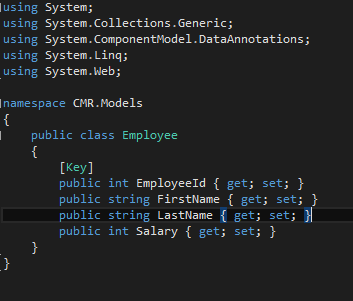 using System;
using System.Collections.Generic;
using System.ComponentModel.DataAnnotations;
using System.Linq;
using System.Web;

namespace CMR.Models
{
    public class Employee
    {
        [Key]
        public int EmployeeId { get; set; }
        public string FirstName { get; set; }
        public string LastName { get; set; }
        public int Salary { get; set; }
    }
}